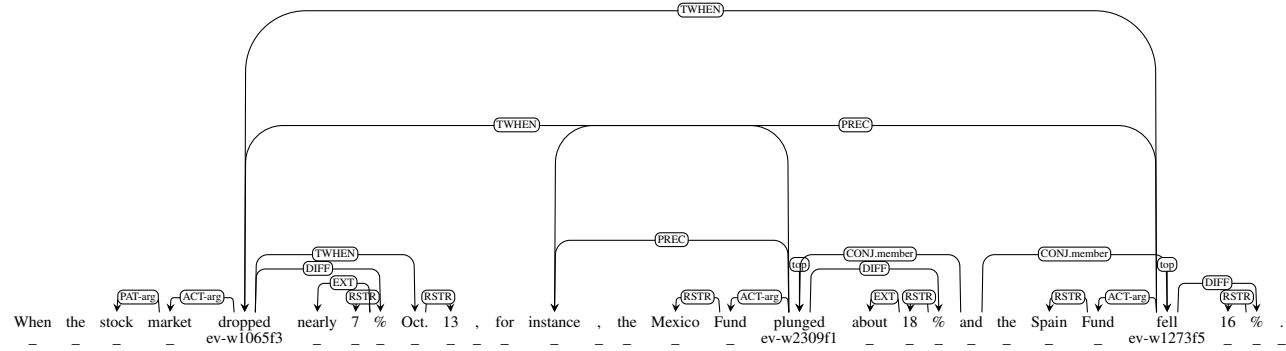 TWHEN
TWHEN PREC
PREC
TWHEN top CONJ.member CONJ.member top
DIFF DIFF
EXT DIFF
PAT-arg ACT-arg RSTR RSTR RSTR ACT-arg EXT RSTR RSTR ACT-arg RSTR
When the stock market dropped nearly 7 % Oct. 13 , for instance , the Mexico Fund plunged about 18 % and the Spain Fund fell 16 % .
_ _ _ _ ev-w1065f3 _ _ _ _ _ _ _ _ _ _ _ _ ev-w2309f1 _ _ _ _ _ _ _ ev-w1273f5 _ _ _